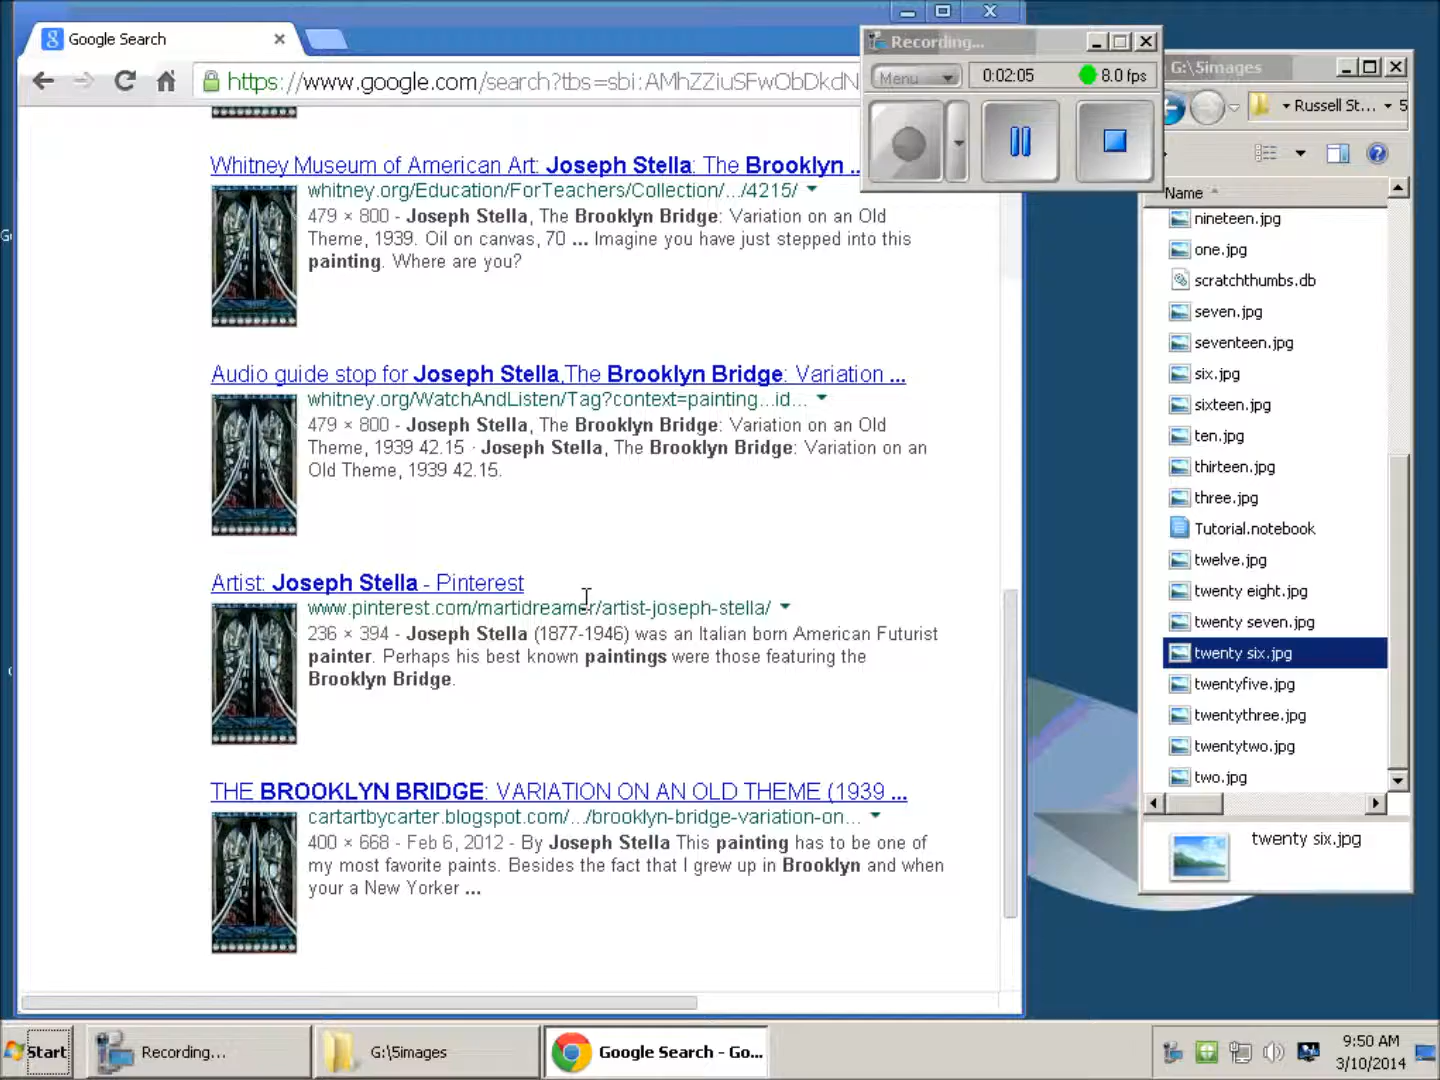 Google Search
https://www.google.com/search?tbs=sbi:AMhZZiuSFwObDkdN
Whitney Museum of American Art: Joseph Stella: The Brooklyn ...
whitney.org/Education/ForTeachers/Collection/.../4215/
479 × 800 - Joseph Stella, The Brooklyn Bridge: Variation on an Old
Theme, 1939. Oil on canvas, 70 ... Imagine you have just stepped into this
painting. Where are you?
Audio guide stop for Joseph Stella,The Brooklyn Bridge: Variation ...
whitney.org/WatchAndListen/Tag?context=painting...id...
479 × 800 - Joseph Stella, The Brooklyn Bridge: Variation on an Old
Theme, 1939 42.15 · Joseph Stella, The Brooklyn Bridge: Variation on an
Old Theme, 1939 42.15.
Artist: Joseph Stella - Pinterest
www.pinterest.com/martidreamer/artist-joseph-stella/
236 × 394 - Joseph Stella (1877-1946) was an Italian born American Futurist
painter. Perhaps his best known paintings were those featuring the
Brooklyn Bridge.
THE BROOKLYN BRIDGE: VARIATION ON AN OLD THEME (1939 ...
cartartbycarter.blogspot.com/.../brooklyn-bridge-variation-on...
400 × 668 - Feb 6, 2012 - By Joseph Stella This painting has to be one of
my most favorite paints. Besides the fact that I grew up in Brooklyn and when
your a New Yorker ...
Recording...
Menu
0:02:05
8.0 fps
G:\5images
Russell St...
5
Name
nineteen.jpg
one.jpg
scratchthumbs.db
seven.jpg
seventeen.jpg
six.jpg
sixteen.jpg
ten.jpg
thirteen.jpg
three.jpg
Tutorial.notebook
twelve.jpg
twenty eight.jpg
twenty seven.jpg
twenty six.jpg
twentyfive.jpg
twentythree.jpg
twentytwo.jpg
two.jpg
twenty six.jpg
Start
Recording...
G:\5images
Google Search - Go...
9:50 AM
3/10/2014